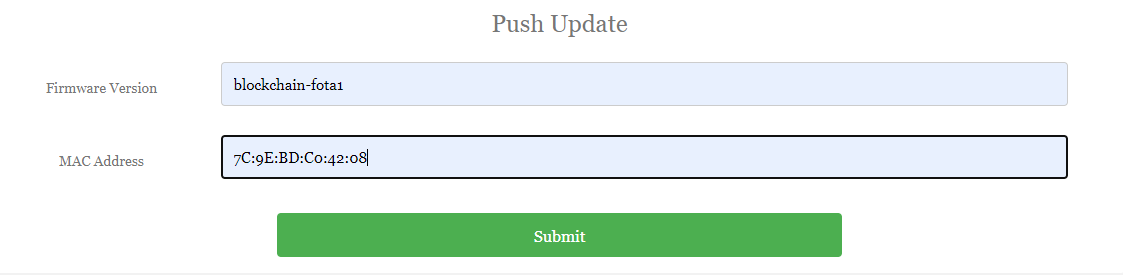 Push Update
Firmware Version
blockchain-fota1
MAC Address
7C:9E:BD:C0:42:08
Submit